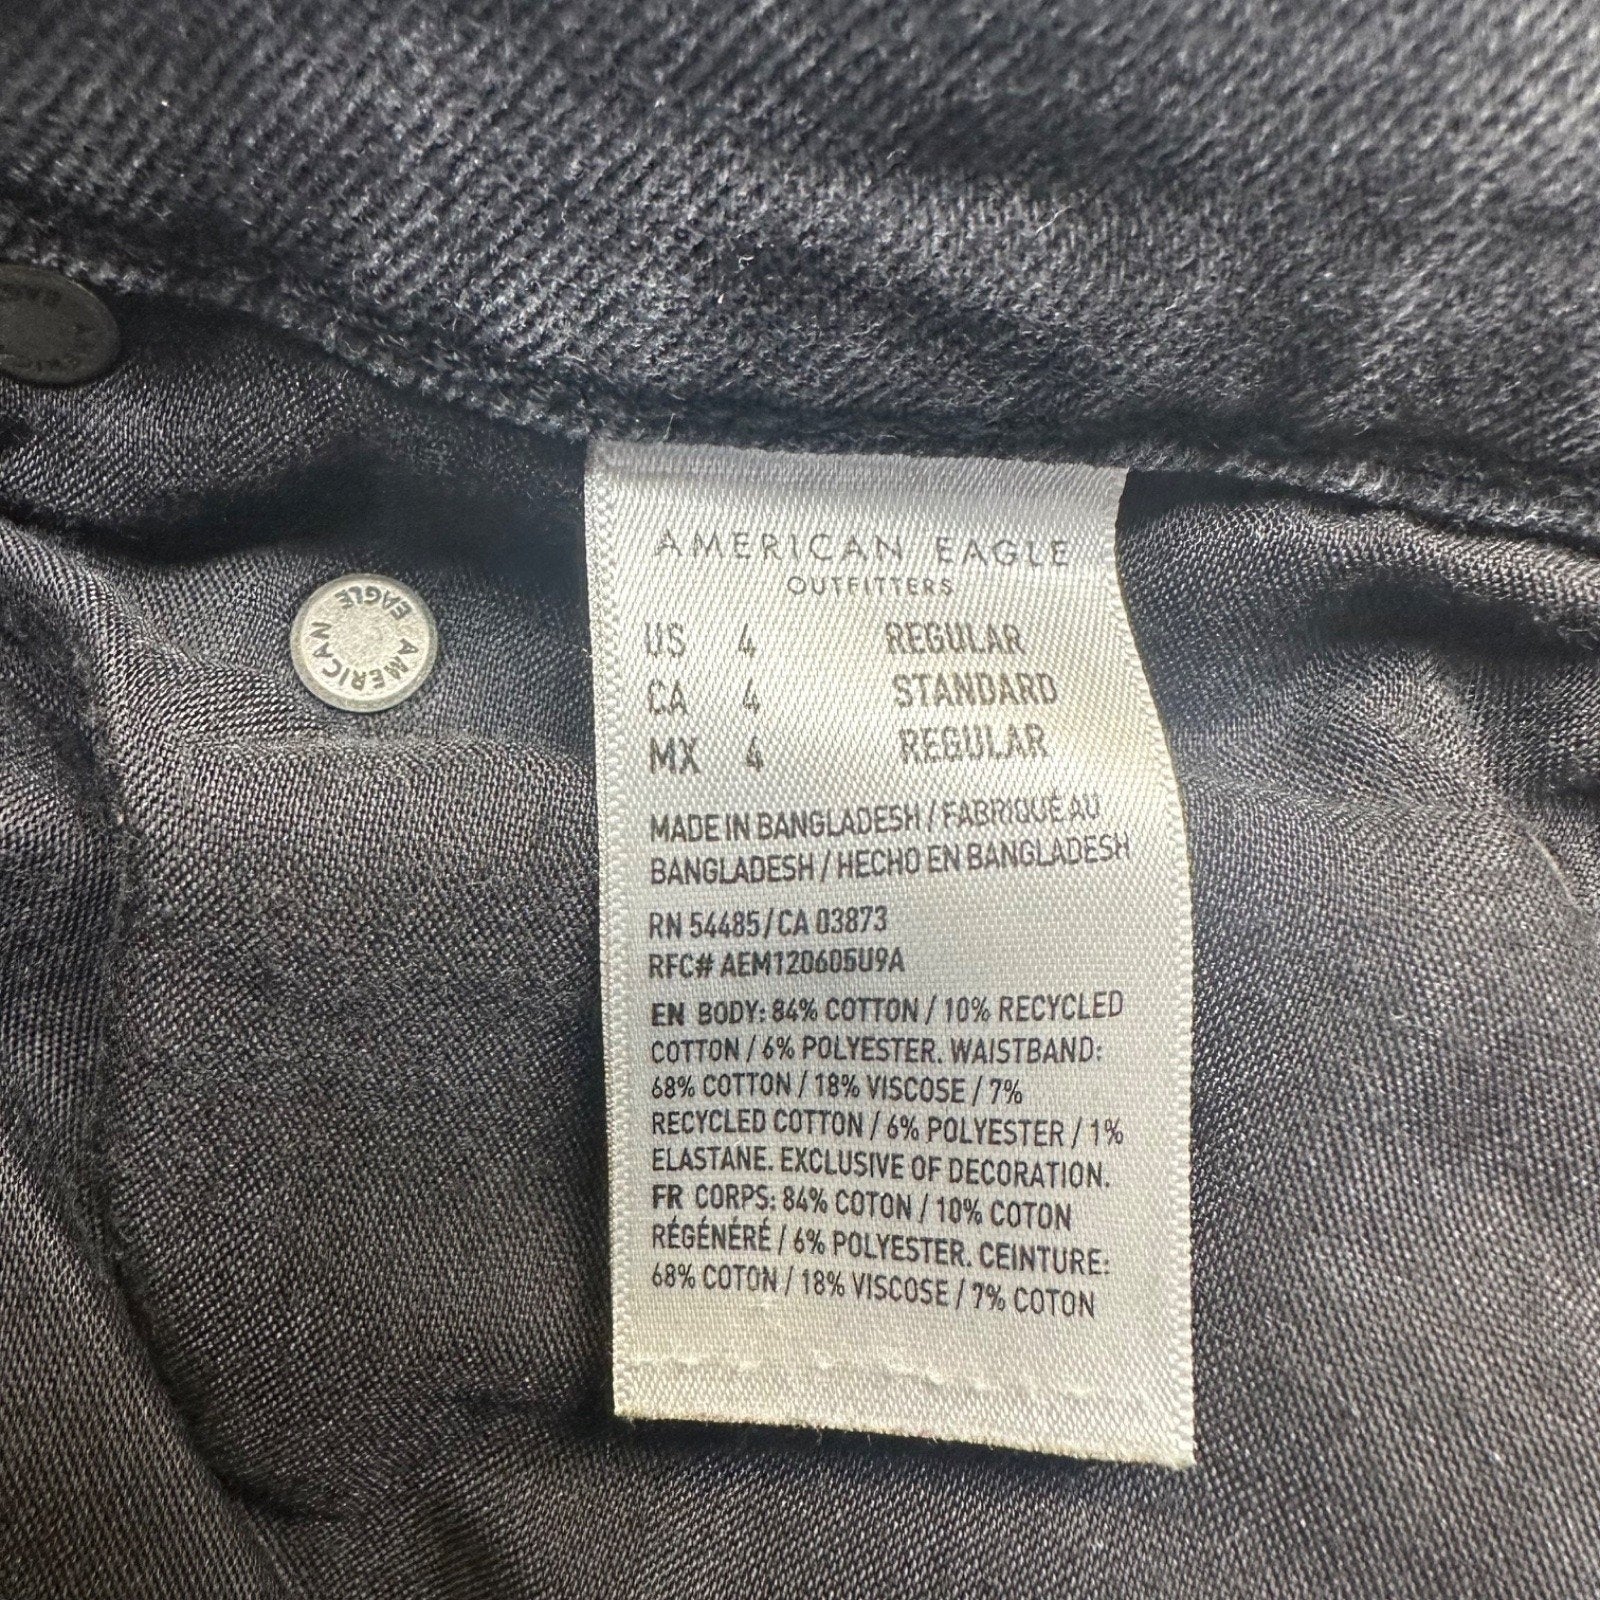 AMERICAN EAGLE
OUTFITTERS
US 4 REGULAR
CA 4 STANDARD
MX 4 REGULAR
MADE IN BANGLADESH / FABRIQUÉ AU
BANGLADESH / HECHO EN BANGLADESH
RN 54485/CA 03873
RFC# AEM120605U9A
EN BODY: 84% COTTON / 10% RECYCLED
COTTON / 6% POLYESTER. WAISTBAND:
68% COTTON / 18% VISCOSE / 7%
RECYCLED COTTON / 6% POLYESTER / 1%
ELASTANE. EXCLUSIVE OF DECORATION.
FR CORPS: 84% COTON / 10% COTON
RÉGÉNÉRÉ / 6% POLYESTER. CEINTURE:
68% COTON / 18% VISCOSE / 7% COTON
AMERICAN EAGLE